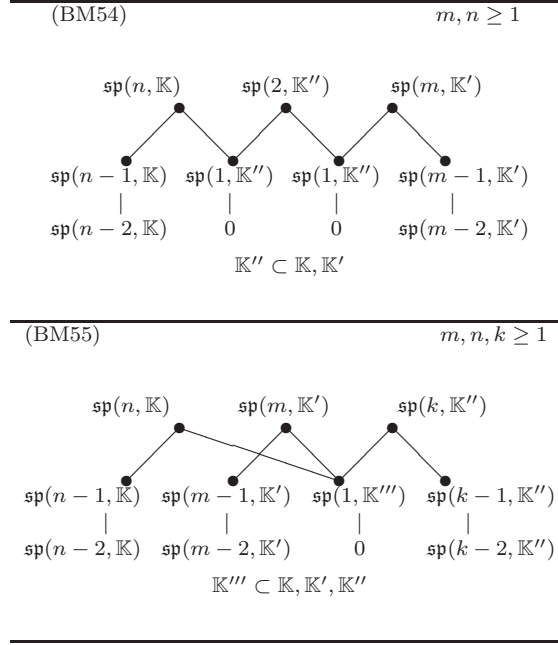 (BM54) m, n ≥ 1
𝔰𝔭(n, 𝕂) 𝔰𝔭(2, 𝕂′′) 𝔰𝔭(m, 𝕂′)
𝔰𝔭(n − 1, 𝕂) 𝔰𝔭(1, 𝕂′′) 𝔰𝔭(1, 𝕂′′) 𝔰𝔭(m − 1, 𝕂′)
𝔰𝔭(n − 2, 𝕂) 0 0 𝔰𝔭(m − 2, 𝕂′)
𝕂′′ ⊂ 𝕂, 𝕂′
(BM55) m, n, k ≥ 1
𝔰𝔭(n, 𝕂) 𝔰𝔭(m, 𝕂′) 𝔰𝔭(k, 𝕂′′)
𝔰𝔭(n − 1, 𝕂) 𝔰𝔭(m − 1, 𝕂′) 𝔰𝔭(1, 𝕂′′′) 𝔰𝔭(k − 1, 𝕂′′)
𝔰𝔭(n − 2, 𝕂) 𝔰𝔭(m − 2, 𝕂′) 0 𝔰𝔭(k − 2, 𝕂′′)
𝕂′′′ ⊂ 𝕂, 𝕂′, 𝕂′′